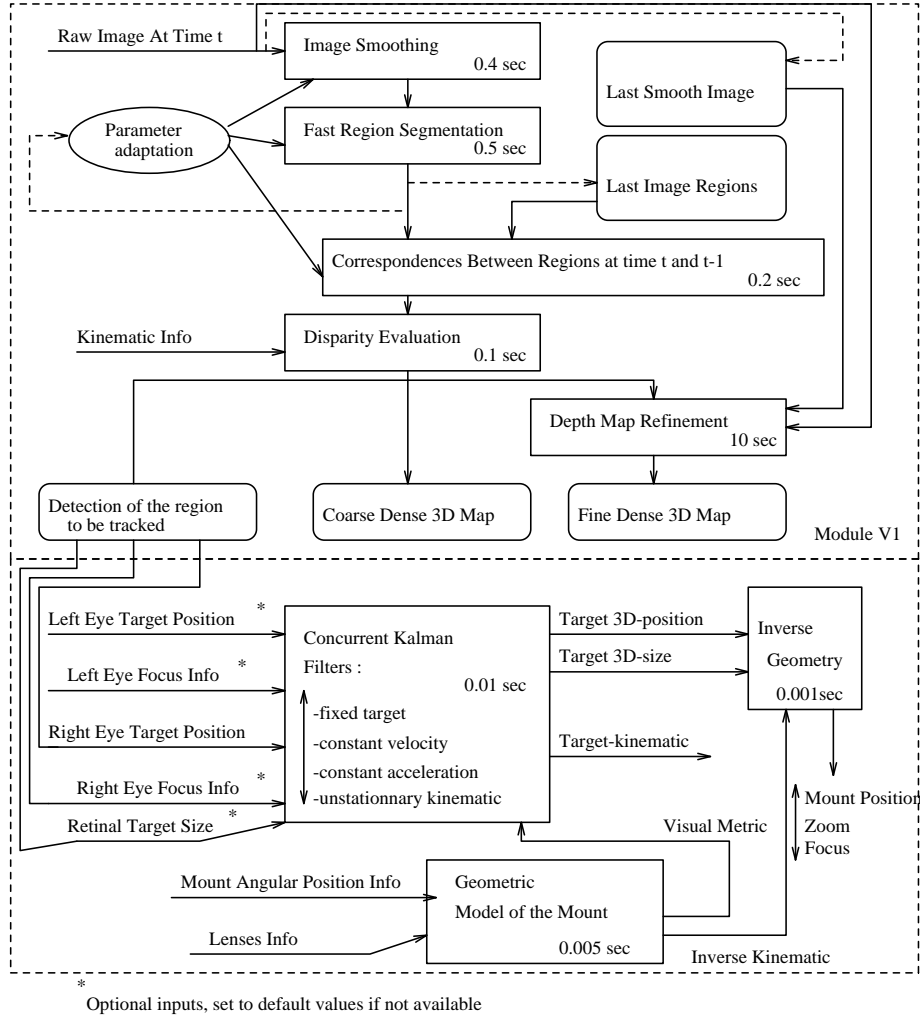 Raw Image At Time t
Image Smoothing
0.4 sec
Last Smooth Image
Parameter
adaptation
Fast Region Segmentation
0.5 sec
Last Image Regions
Correspondences Between Regions at time t and t-1
0.2 sec
Kinematic Info
Disparity Evaluation
0.1 sec
Depth Map Refinement
10 sec
Detection of the region
to be tracked
Coarse Dense 3D Map
Fine Dense 3D Map
Module V1
Left Eye Target Position *
Left Eye Focus Info *
Right Eye Target Position
Right Eye Focus Info *
Retinal Target Size *
Concurrent Kalman
Filters :
0.01 sec
-fixed target
-constant velocity
-constant acceleration
-unstationnary kinematic
Target 3D-position
Target 3D-size
Target-kinematic
Inverse
Geometry
0.001sec
Mount Position
Zoom
Focus
Visual Metric
Mount Angular Position Info
Lenses Info
Geometric
Model of the Mount
0.005 sec
Inverse Kinematic
* Optional inputs, set to default values if not available